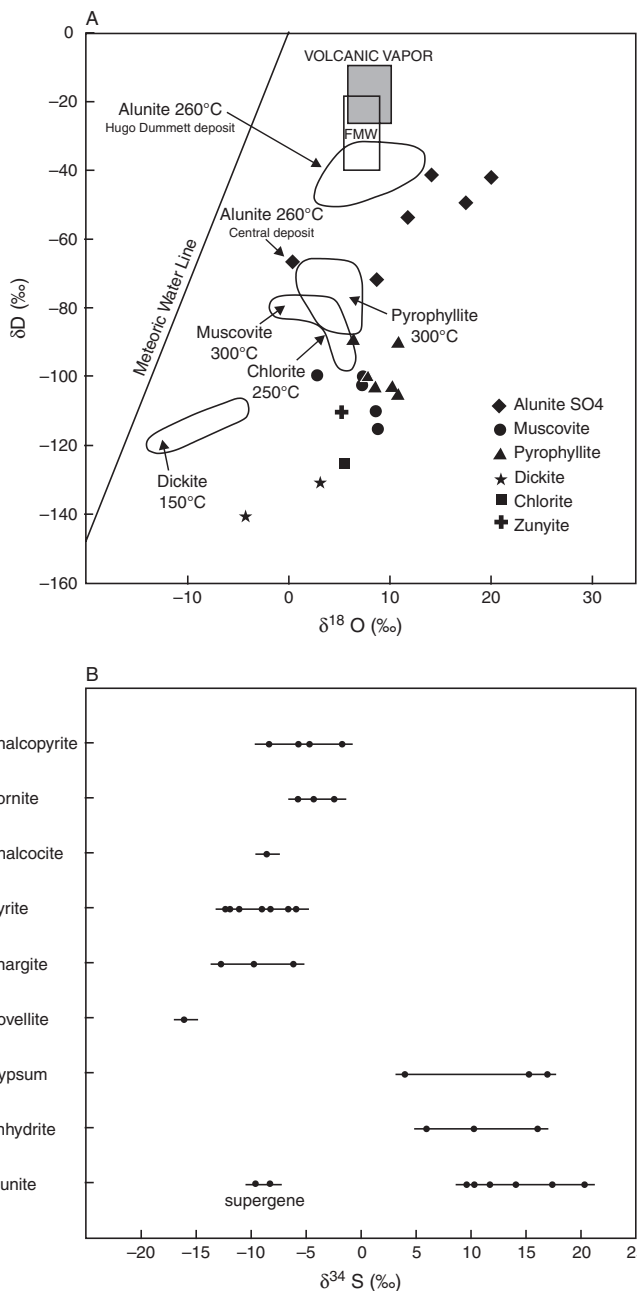 A
0
−20
−40
−60
−80
−100
−120
−140
−160
δD (‰)
VOLCANIC VAPOR
FMW
Alunite 260°C
Hugo Dummett deposit
Alunite 260°C
Central deposit
Meteoric Water Line
Muscovite
300°C
Pyrophyllite
300°C
Chlorite
250°C
Dickite
150°C
Alunite SO4
Muscovite
Pyrophyllite
Dickite
Chlorite
Zunyite
−10 0 10 20 30
δ18 O (‰)
B
nalcopyrite
ornite
nalcocite
yrite
nargite
ovellite
ypsum
nhydrite
unite
supergene
−20 −15 −10 −5 0 5 10 15 20 2
δ34 S (‰)